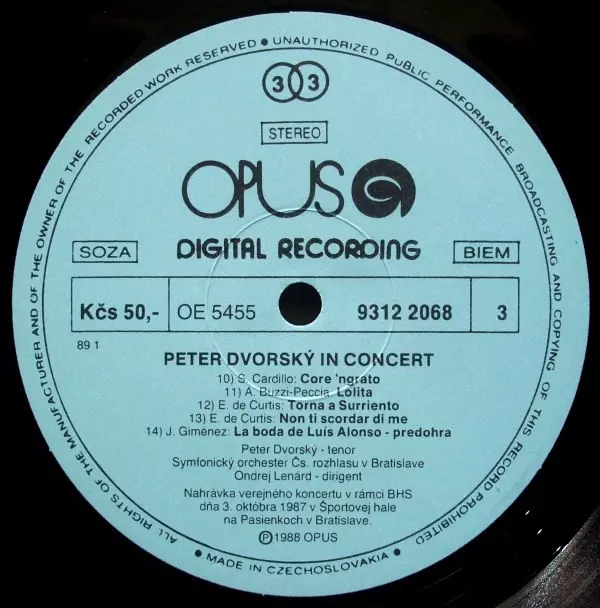 ALL RIGHTS OF THE MANUFACTURER AND OF THE OWNER OF THE RECORDED WORK RESERVED • UNAUTHORIZED PUBLIC PERFORMANCE BROADCASTING AND COPYING OF THIS RECORD PROHIBITED
33
STEREO
OPUS
DIGITAL RECORDING
SOZA
BIEM
Kčs 50,- OE 5455 9312 2068 3
89 1
PETER DVORSKÝ IN CONCERT
10) S. Cardillo: Core 'ngrato
11) A. Buzzi-Peccia: Lolita
12) E. de Curtis: Torna a Surriento
13) E. de Curtis: Non ti scordar di me
14) J. Giménez: La boda de Luís Alonso - predohra
Peter Dvorský - tenor
Symfonický orchester Čs. rozhlasu v Bratislave
Ondrej Lenárd - dirigent
Nahrávka verejného koncertu v rámci BHS
dňa 3. októbra 1987 v Športovej hale
na Pasienkoch v Bratislave.
Ⓟ 1988 OPUS
• MADE IN CZECHOSLOVAKIA •